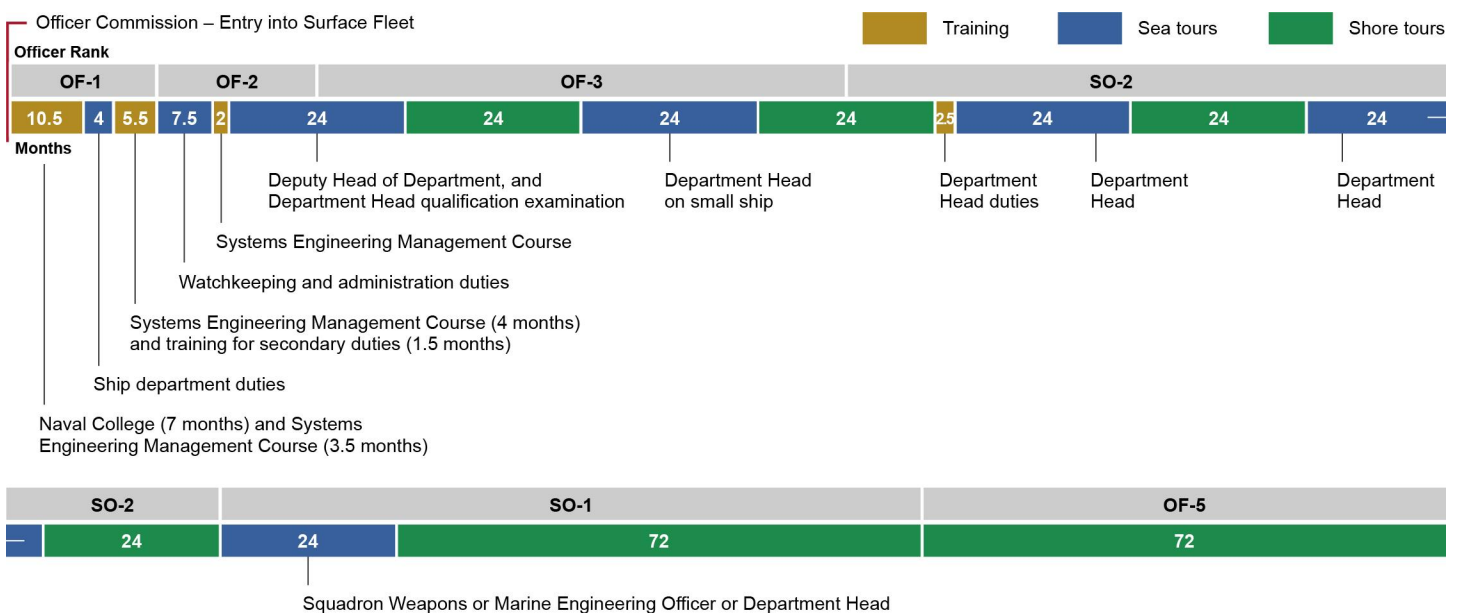 Officer Commission – Entry into Surface Fleet
Training
Sea tours
Shore tours
Officer Rank
OF-1
OF-2
OF-3
SO-2
10.5
4
5.5
7.5
2
24
24
24
24
2.5
24
24
24
Months
Deputy Head of Department, and
Department Head qualification examination
Department Head
on small ship
Department
Head duties
Department
Head
Department
Head
Systems Engineering Management Course
Watchkeeping and administration duties
Systems Engineering Management Course (4 months)
and training for secondary duties (1.5 months)
Ship department duties
Naval College (7 months) and Systems
Engineering Management Course (3.5 months)
SO-2
SO-1
OF-5
24
24
72
72
Squadron Weapons or Marine Engineering Officer or Department Head